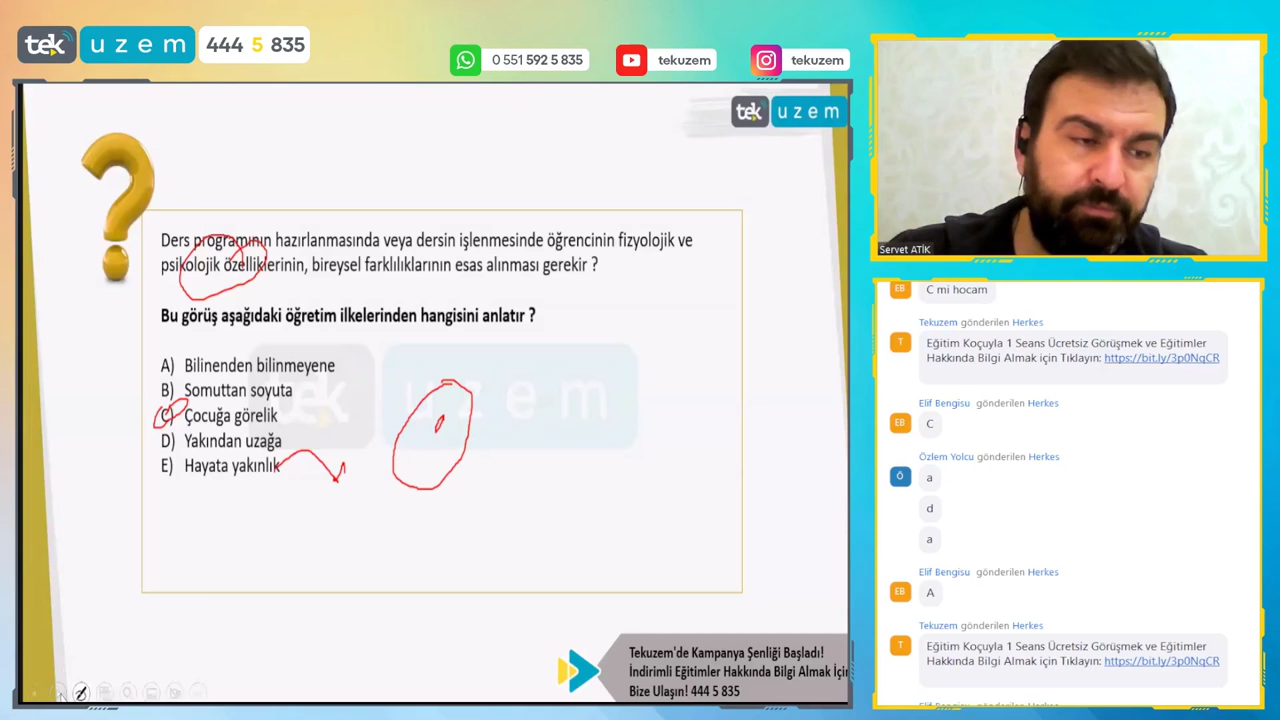 tek uzem 444 5 835
0 551 592 5 835
tekuzem
tekuzem
tek uzem
Ders programının hazırlanmasında veya dersin işlenmesinde öğrencinin fizyolojik ve
psikolojik özelliklerinin, bireysel farklılıklarının esas alınması gerekir ?
Bu görüş aşağıdaki öğretim ilkelerinden hangisini anlatır ?
A) Bilinenden bilinmeyene
B) Somuttan soyuta
C) Çocuğa görelik
D) Yakından uzağa
E) Hayata yakınlık
tek uzem
Tekuzem'de Kampanya Şenliği Başladı!
İndirimli Eğitimler Hakkında Bilgi Almak İçin
Bize Ulaşın! 444 5 835
Servet ATİK
EB C mi hocam
Tekuzem gönderilen Herkes
T Eğitim Koçuyla 1 Seans Ücretsiz Görüşmek ve Eğitimler
Hakkında Bilgi Almak için Tıklayın: https://bit.ly/3p0NqCR
Elif Bengisu gönderilen Herkes
EB C
Özlem Yolcu gönderilen Herkes
Ö a
d
a
Elif Bengisu gönderilen Herkes
EB A
Tekuzem gönderilen Herkes
T Eğitim Koçuyla 1 Seans Ücretsiz Görüşmek ve Eğitimler
Hakkında Bilgi Almak için Tıklayın: https://bit.ly/3p0NqCR